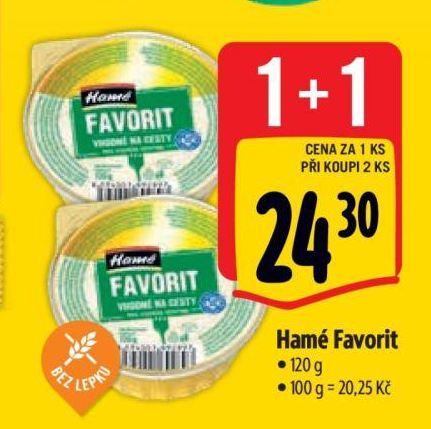 Hamé
FAVORIT
VHODNÉ NA CESTY
Hamé
FAVORIT
VHODNÉ NA CESTY
BEZ LEPKU
1+1
CENA ZA 1 KS
PŘI KOUPI 2 KS
24 30
Hamé Favorit
• 120 g
• 100 g = 20,25 Kč